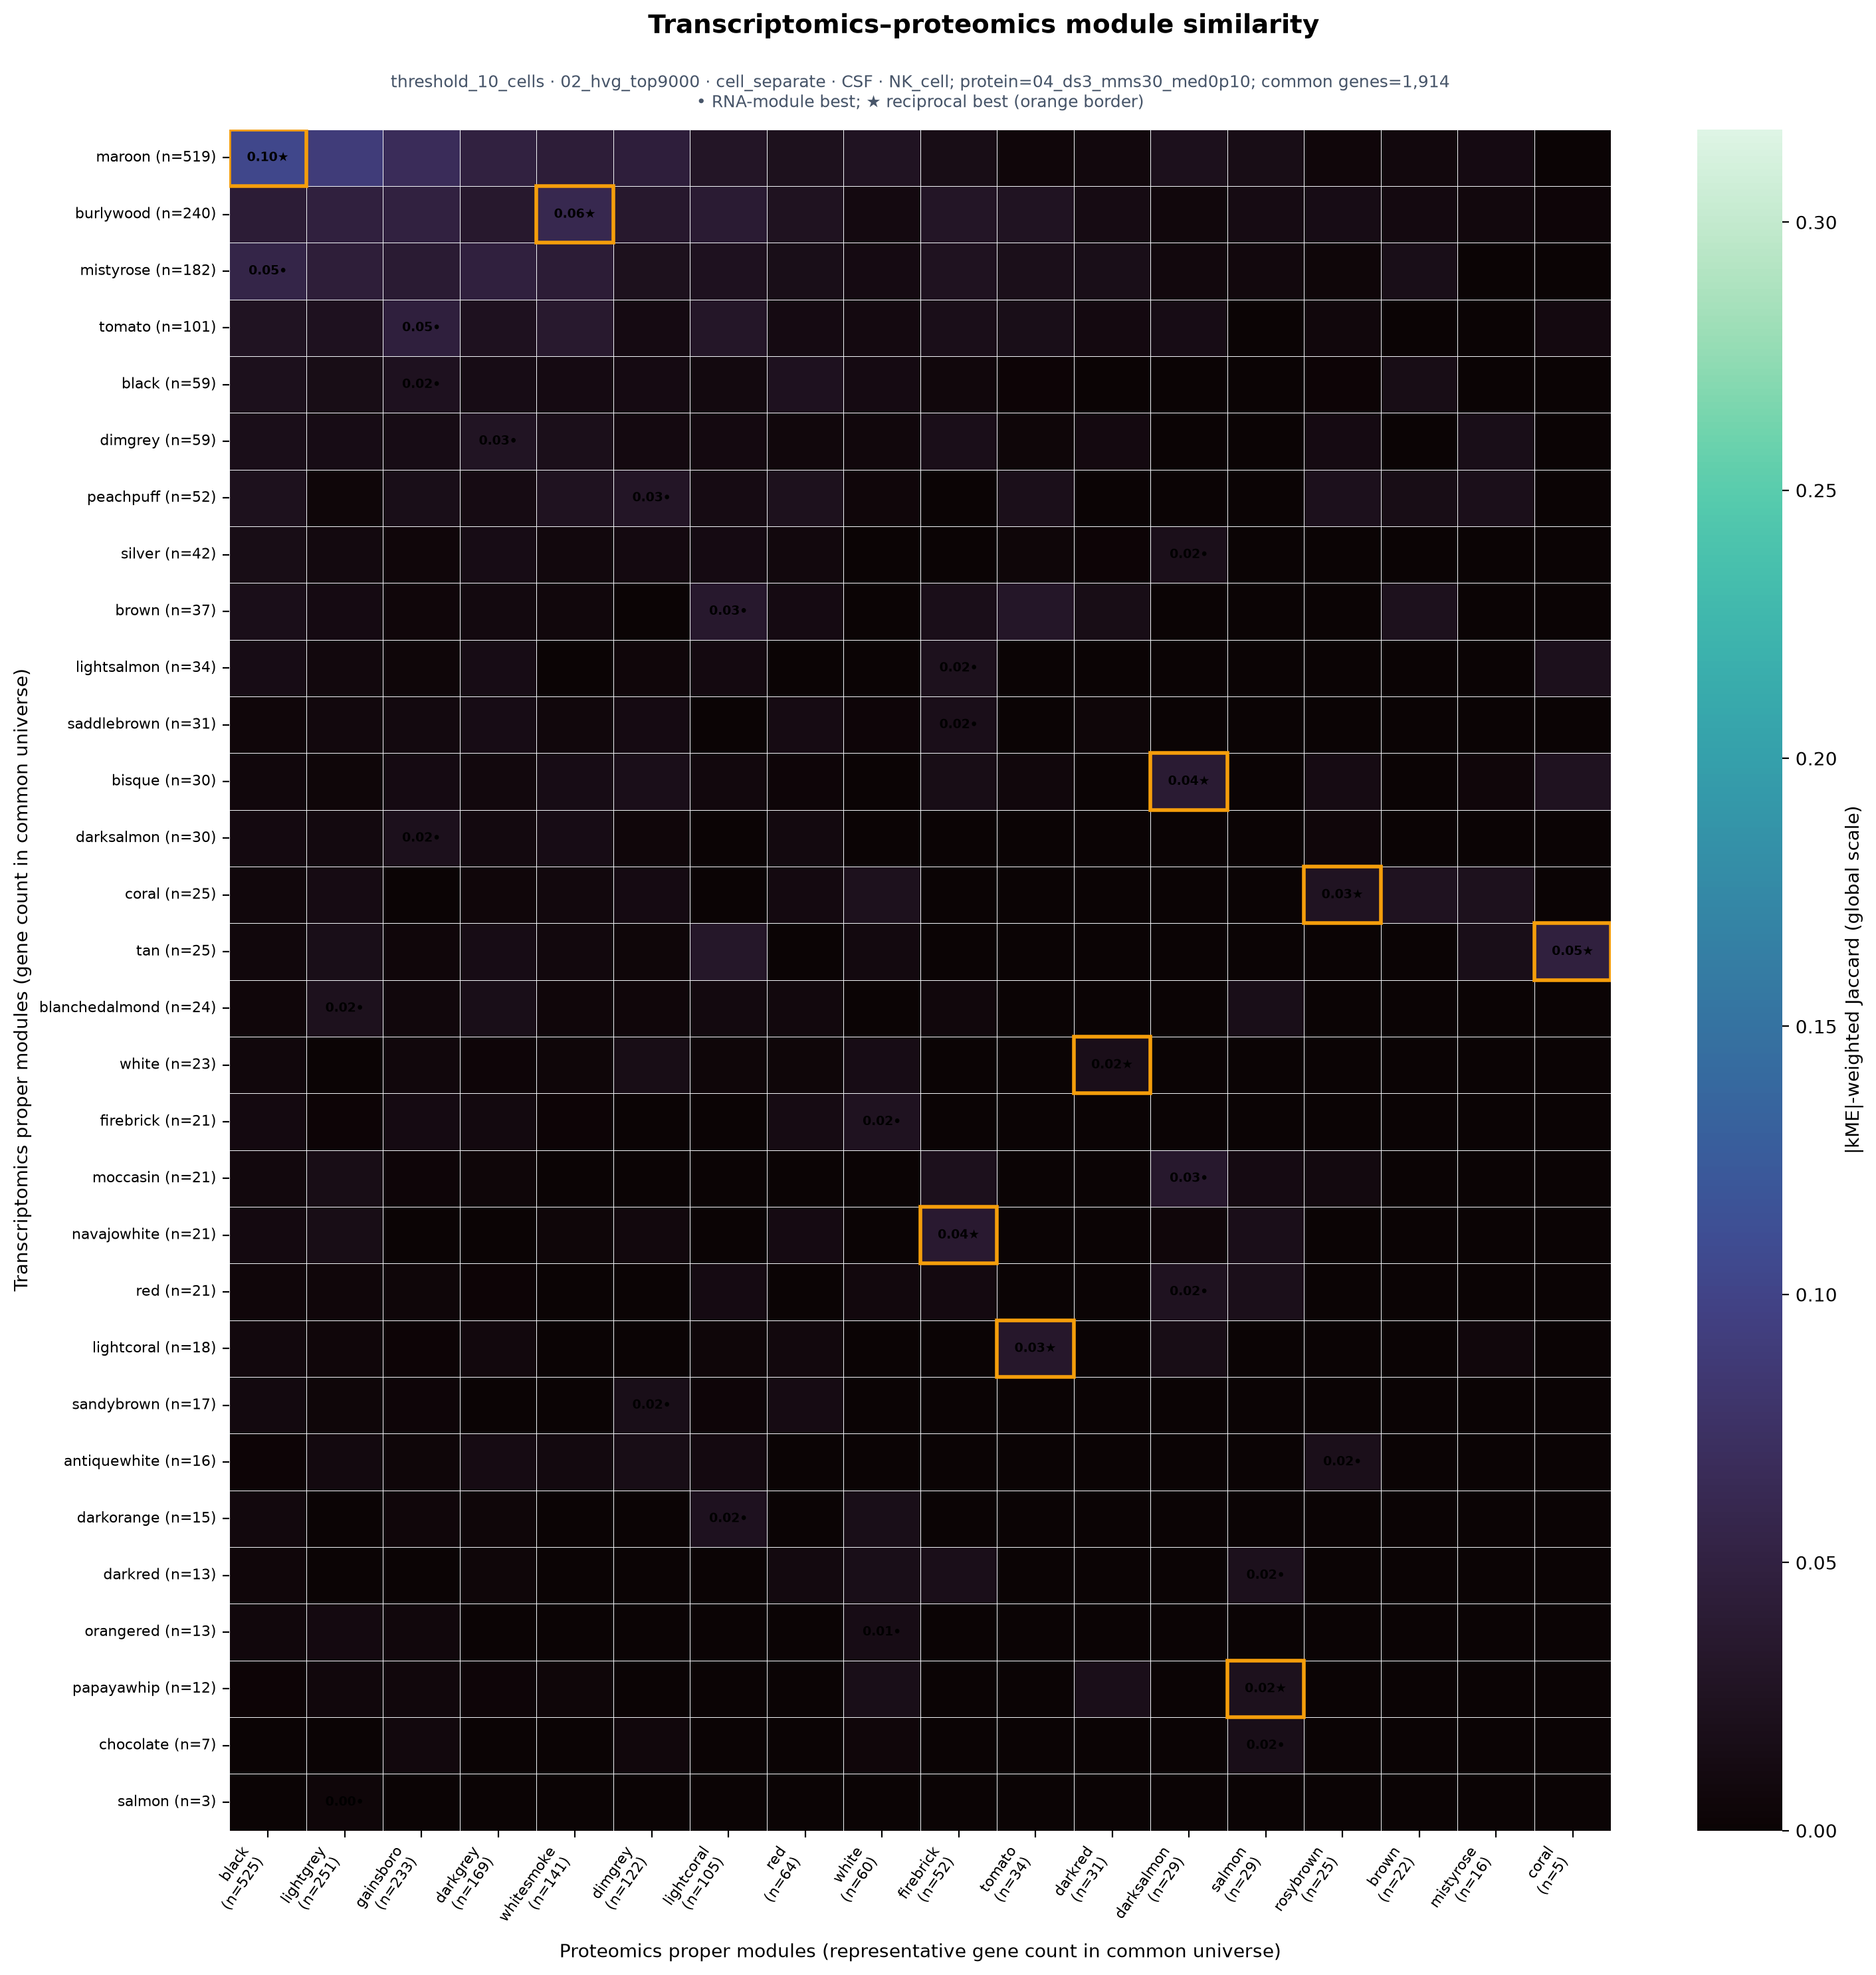 Transcriptomics–proteomics module similarity
threshold_10_cells · 02_hvg_top9000 · cell_separate · CSF · NK_cell; protein=04_ds3_mms30_med0p10; common genes=1,914
• RNA-module best; ★ reciprocal best (orange border)
Transcriptomics proper modules (gene count in common universe)
maroon (n=519)
0.10★
burlywood (n=240)
0.06★
mistyrose (n=182)
0.05•
tomato (n=101)
0.05•
black (n=59)
0.02•
dimgrey (n=59)
0.03•
peachpuff (n=52)
0.03•
silver (n=42)
0.02•
brown (n=37)
0.03•
lightsalmon (n=34)
0.02•
saddlebrown (n=31)
0.02•
bisque (n=30)
0.04★
darksalmon (n=30)
0.02•
coral (n=25)
0.03★
tan (n=25)
0.05★
blanchedalmond (n=24)
0.02•
white (n=23)
0.02★
firebrick (n=21)
0.02•
moccasin (n=21)
0.03•
navajowhite (n=21)
0.04★
red (n=21)
0.02•
lightcoral (n=18)
0.03★
sandybrown (n=17)
0.02•
antiquewhite (n=16)
0.02•
darkorange (n=15)
0.02•
darkred (n=13)
0.02•
orangered (n=13)
0.01•
papayawhip (n=12)
0.02★
chocolate (n=7)
0.02•
salmon (n=3)
0.00•
black
(n=525)
lightgrey
(n=251)
gainsboro
(n=233)
darkgrey
(n=169)
whitesmoke
(n=141)
dimgrey
(n=122)
lightcoral
(n=105)
red
(n=64)
white
(n=60)
firebrick
(n=52)
tomato
(n=34)
darkred
(n=31)
darksalmon
(n=29)
salmon
(n=29)
rosybrown
(n=25)
brown
(n=22)
mistyrose
(n=16)
coral
(n=5)
Proteomics proper modules (representative gene count in common universe)
0.30
0.25
0.20
0.15
0.10
0.05
0.00
|kME|-weighted Jaccard (global scale)